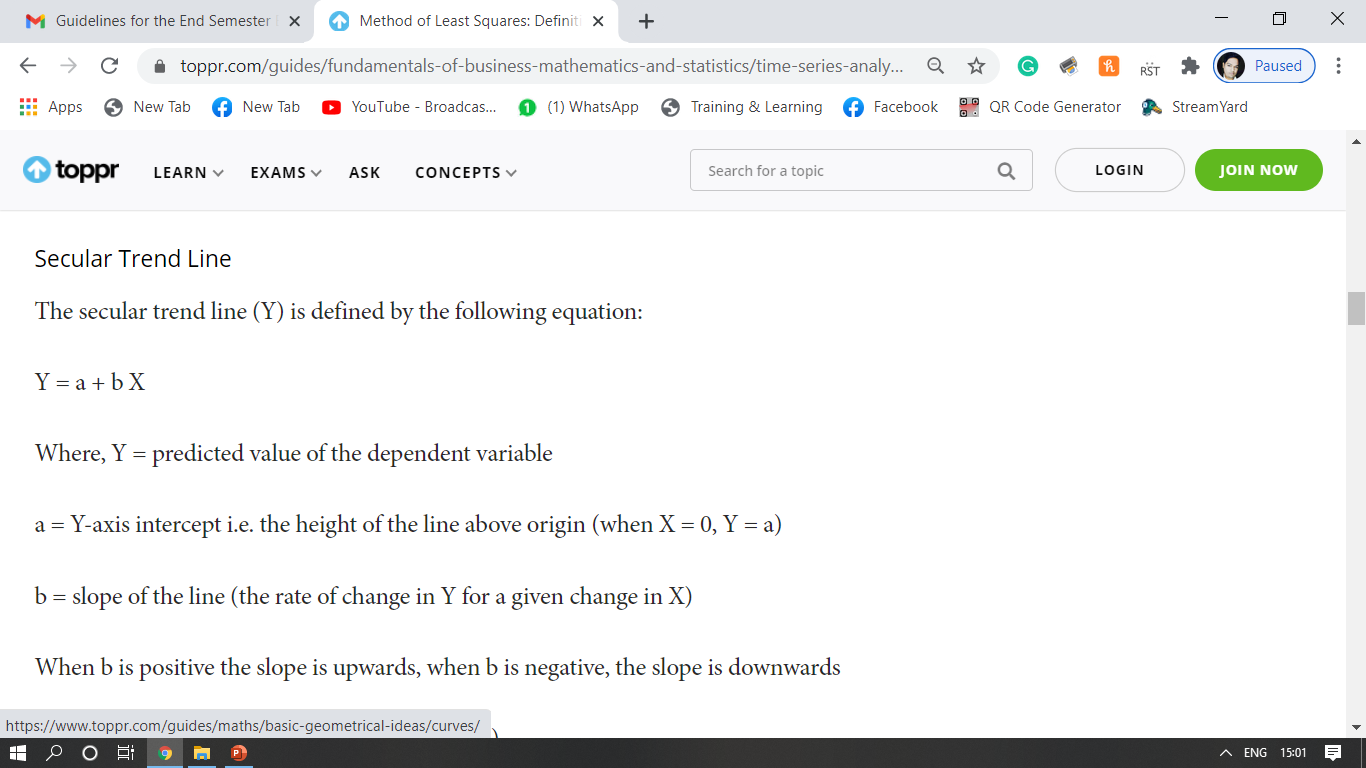 Guidelines for the End Semester
Method of Least Squares: Definiti
toppr.com/guides/fundamentals-of-business-mathematics-and-statistics/time-series-analy...
Paused
Apps
New Tab
New Tab
YouTube - Broadcas...
(1) WhatsApp
Training & Learning
Facebook
QR Code Generator
StreamYard
toppr
LEARN
EXAMS
ASK
CONCEPTS
Search for a topic
LOGIN
JOIN NOW
Secular Trend Line
The secular trend line (Y) is defined by the following equation:
Y = a + b X
Where, Y = predicted value of the dependent variable
a = Y-axis intercept i.e. the height of the line above origin (when X = 0, Y = a)
b = slope of the line (the rate of change in Y for a given change in X)
When b is positive the slope is upwards, when b is negative, the slope is downwards
https://www.toppr.com/guides/maths/basic-geometrical-ideas/curves/
ENG
15:01